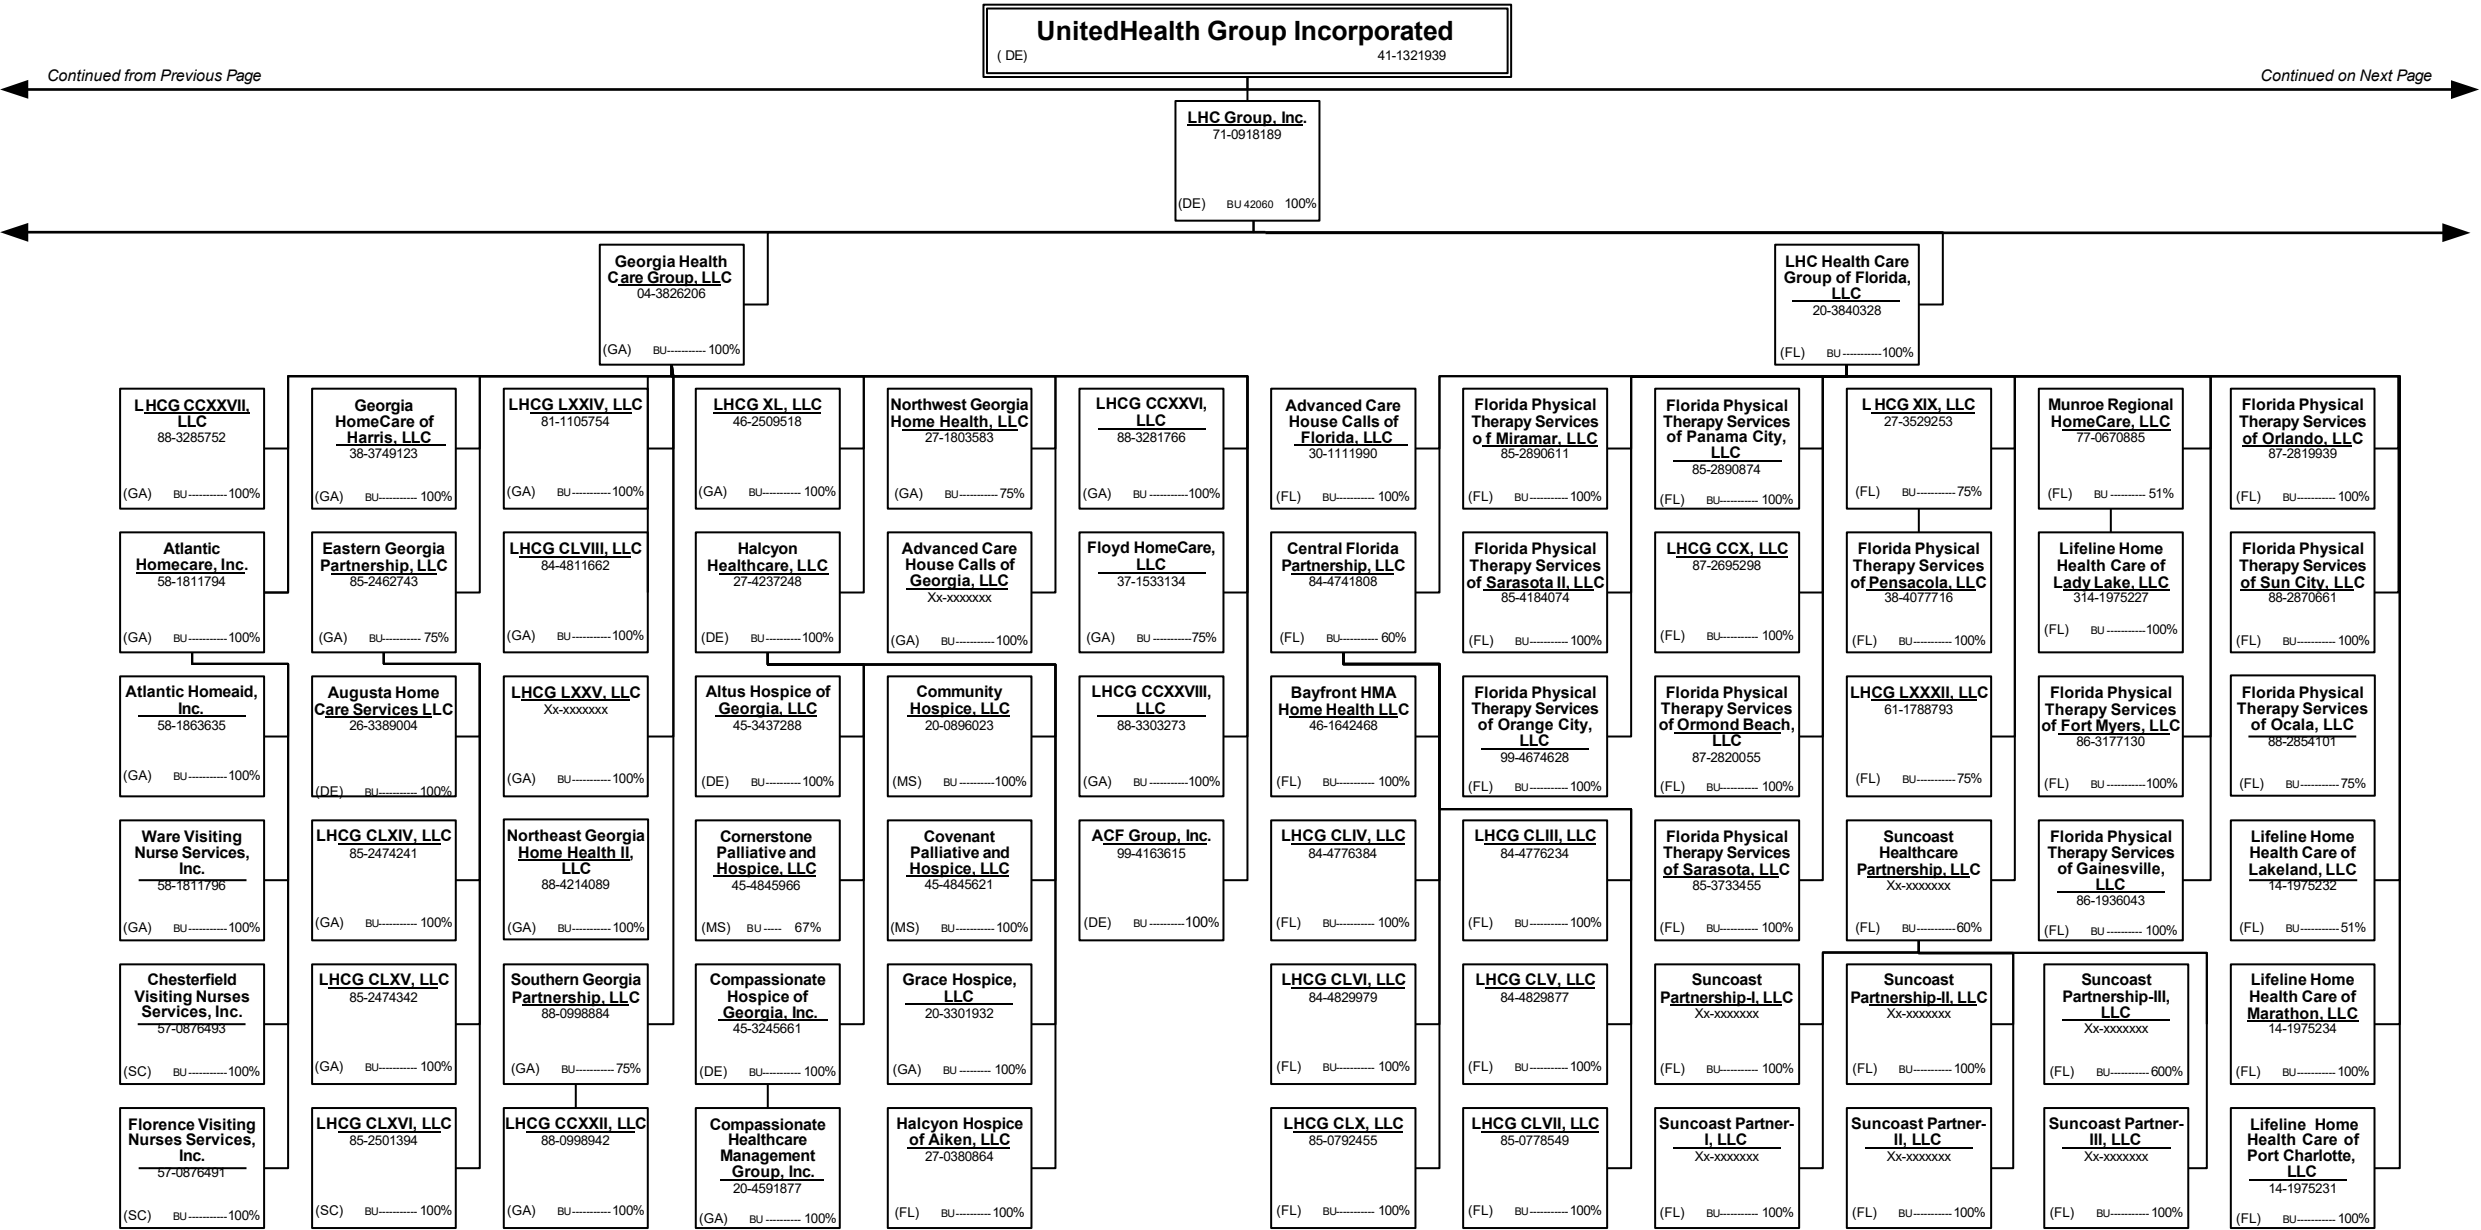 UnitedHealth Group Incorporated
( DE) 41-1321939
Continued from Previous Page
Continued on Next Page
LHC Group, Inc.
71-0918189
(DE) BU 42060 100%
Georgia Health
Care Group, LLC
04-3826206
(GA) BU----------- 100%
LHC Health Care
Group of Florida,
LLC
20-3840328
(FL) BU -----------100%
LHCG CCXXVII,
LLC
88-3285752
(GA) BU-----------100%
Georgia
HomeCare of
Harris, LLC
38-3749123
(GA) BU----------- 100%
LHCG LXXIV, LLC
81-1105754
(GA) BU-----------100%
LHCG XL, LLC
46-2509518
(GA) BU----------- 100%
Northwest Georgia
Home Health, LLC
27-1803583
(GA) BU----------- 75%
LHCG CCXXVI,
LLC
88-3281766
(GA) BU -----------100%
Advanced Care
House Calls of
Florida, LLC
30-1111990
(FL) BU----------- 100%
Florida Physical
Therapy Services
of Miramar, LLC
85-2890611
(FL) BU-----------100%
Florida Physical
Therapy Services
of Panama City,
LLC
85-2890874
(FL) BU----------- 100%
LHCG XIX, LLC
27-3529253
(FL) BU-----------75%
Munroe Regional
HomeCare, LLC
77-0670885
(FL) BU ---------- 51%
Florida Physical
Therapy Services
of Orlando, LLC
87-2819939
(FL) BU----------- 100%
Atlantic
Homecare, Inc.
58-1811794
(GA) BU-----------100%
Eastern Georgia
Partnership, LLC
85-2462743
(GA) BU----------- 75%
LHCG CLVIII, LLC
84-4811662
(GA) BU-----------100%
Halcyon
Healthcare, LLC
27-4237248
(DE) BU-----------100%
Advanced Care
House Calls of
Georgia, LLC
Xx-xxxxxxx
(GA) BU-----------100%
Floyd HomeCare,
LLC
37-1533134
(GA) BU -----------75%
Central Florida
Partnership, LLC
84-4741808
(FL) BU----------- 60%
Florida Physical
Therapy Services
of Sarasota II, LLC
85-4184074
(FL) BU-----------100%
LHCG CCX, LLC
87-2695298
(FL) BU----------- 100%
Florida Physical
Therapy Services
of Pensacola, LLC
38-4077716
(FL) BU----------- 100%
Lifeline Home
Health Care of
Lady Lake, LLC
314-1975227
(FL) BU -----------100%
Florida Physical
Therapy Services
of Sun City, LLC
88-2870661
(FL) BU----------- 100%
Atlantic Homeaid,
Inc.
58-1863635
(GA) BU-----------100%
Augusta Home
Care Services LLC
26-3389004
(DE) BU----------- 100%
LHCG LXXV, LLC
Xx-xxxxxxx
(GA) BU-----------100%
Altus Hospice of
Georgia, LLC
45-3437288
(DE) BU-----------100%
Community
Hospice, LLC
20-0896023
(MS) BU -----------100%
LHCG CCXXVIII,
LLC
88-3303273
(GA) BU-----------100%
Bayfront HMA
Home Health LLC
46-1642468
(FL) BU----------- 100%
Florida Physical
Therapy Services
of Orange City,
LLC
99-4674628
(FL) BU-----------100%
Florida Physical
Therapy Services
of Ormond Beach,
LLC
87-2820055
(FL) BU----------- 100%
LHCG LXXXII, LLC
61-1788793
(FL) BU-----------75%
Florida Physical
Therapy Services
of Fort Myers, LLC
86-3177130
(FL) BU -----------100%
Florida Physical
Therapy Services
of Ocala, LLC
88-2854101
(FL) BU-----------75%
Ware Visiting
Nurse Services,
Inc.
58-1811796
(GA) BU-----------100%
LHCG CLXIV, LLC
85-2474241
(GA) BU----------- 100%
Northeast Georgia
Home Health II,
LLC
88-4214089
(GA) BU-----------100%
Cornerstone
Palliative and
Hospice, LLC
45-4845966
(MS) BU ----- 67%
Covenant
Palliative and
Hospice, LLC
45-4845621
(MS) BU-----------100%
ACF Group, Inc.
99-4163615
(DE) BU ----------100%
LHCG CLIV, LLC
84-4776384
(FL) BU----------- 100%
LHCG CLIII, LLC
84-4776234
(FL) BU-----------100%
Florida Physical
Therapy Services
of Sarasota, LLC
85-3733455
(FL) BU----------- 100%
Suncoast
Healthcare
Partnership, LLC
Xx-xxxxxxx
(FL) BU-----------60%
Florida Physical
Therapy Services
of Gainesville,
LLC
86-1936043
(FL) BU ---------- 100%
Lifeline Home
Health Care of
Lakeland, LLC
14-1975232
(FL) BU-----------51%
Chesterfield
Visiting Nurses
Services, Inc.
57-0876493
(SC) BU-----------100%
LHCG CLXV, LLC
85-2474342
(GA) BU----------- 100%
Southern Georgia
Partnership, LLC
88-0998884
(GA) BU-----------75%
Compassionate
Hospice of
Georgia, Inc.
45-3245661
(DE) BU----------- 100%
Grace Hospice,
LLC
20-3301932
(GA) BU ---------- 100%
LHCG CLVI, LLC
84-4829979
(FL) BU----------- 100%
LHCG CLV, LLC
84-4829877
(FL) BU-----------100%
Suncoast
Partnership-I, LLC
Xx-xxxxxxx
(FL) BU----------- 100%
Suncoast
Partnership-II, LLC
Xx-xxxxxxx
(FL) BU----------- 100%
Suncoast
Partnership-III,
LLC
Xx-xxxxxxx
(FL) BU-----------600%
Lifeline Home
Health Care of
Marathon, LLC
14-1975234
(FL) BU----------- 100%
Florence Visiting
Nurses Services,
Inc.
57-0876491
(SC) BU-----------100%
LHCG CLXVI, LLC
85-2501394
(SC) BU----------- 100%
LHCG CCXXII, LLC
88-0998942
(GA) BU-----------100%
Compassionate
Healthcare
Management
Group, Inc.
20-4591877
(GA) BU ---------- 100%
Halcyon Hospice
of Aiken, LLC
27-0380864
(FL) BU----------- 100%
LHCG CLX, LLC
85-0792455
(FL) BU----------- 100%
LHCG CLVII, LLC
85-0778549
(FL) BU-----------100%
Suncoast Partner-
I, LLC
Xx-xxxxxxx
(FL) BU----------- 100%
Suncoast Partner-
II, LLC
Xx-xxxxxxx
(FL) BU----------- 100%
Suncoast Partner-
III, LLC
Xx-xxxxxxx
(FL) BU----------- 100%
Lifeline Home
Health Care of
Port Charlotte,
LLC
14-1975231
(FL) BU----------- 100%